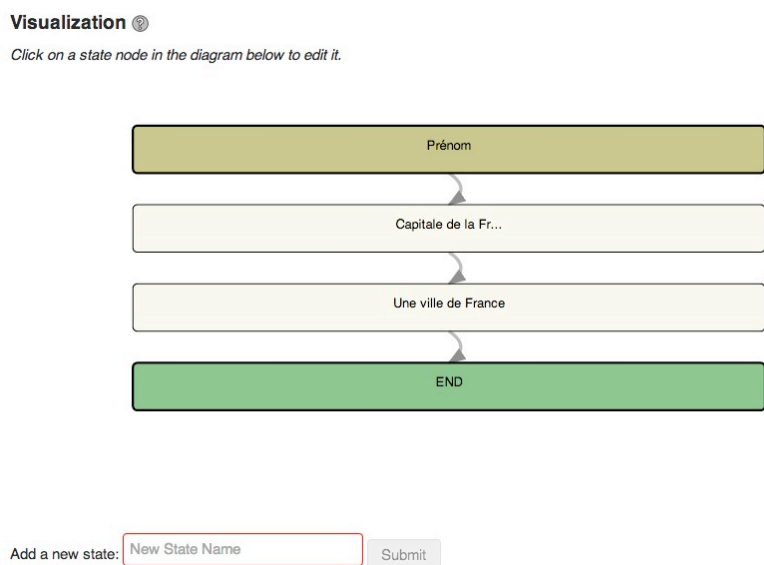 Visualization ?
Click on a state node in the diagram below to edit it.
Prénom
Capitale de la Fr...
Une ville de France
END
Add a new state: New State Name Submit